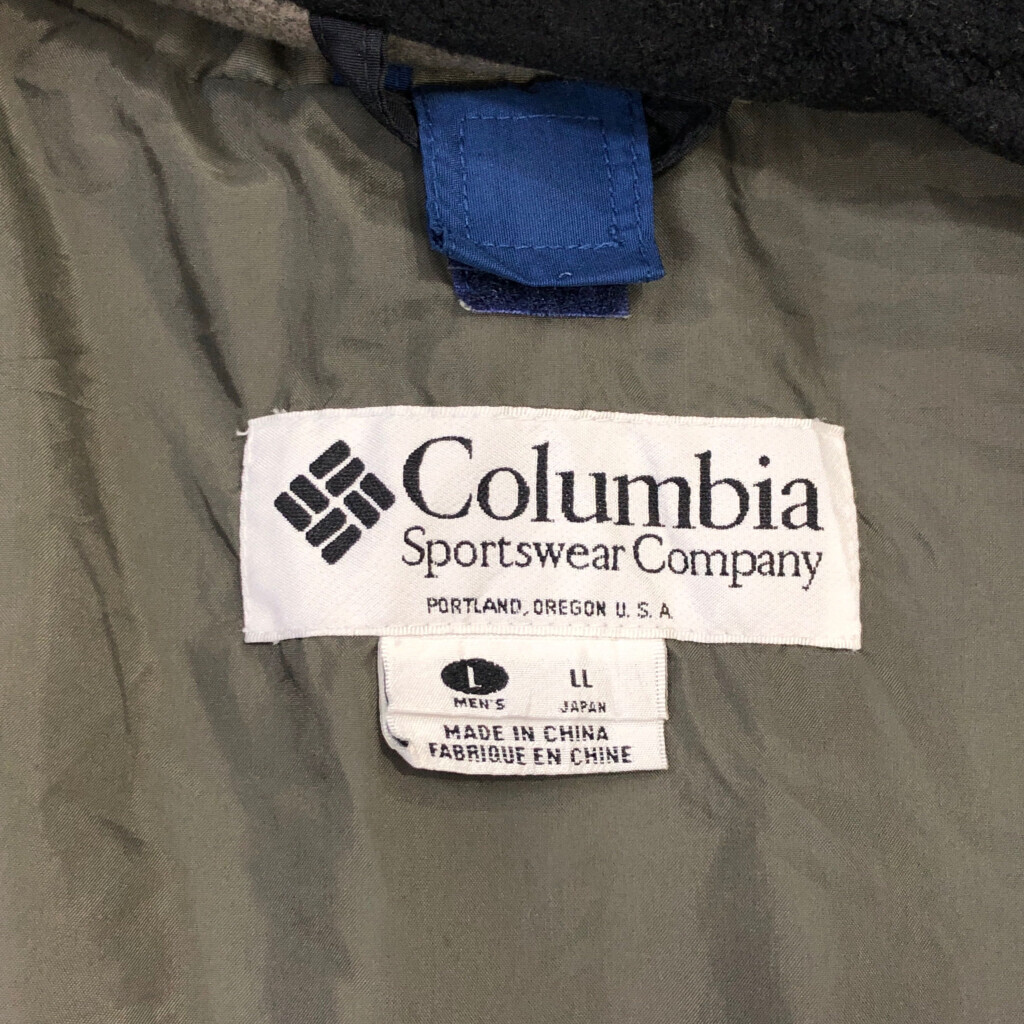 Columbia
Sportswear Company
PORTLAND, OREGON U. S. A.
L LL
MEN'S JAPAN
MADE IN CHINA
FABRIQUE EN CHINE